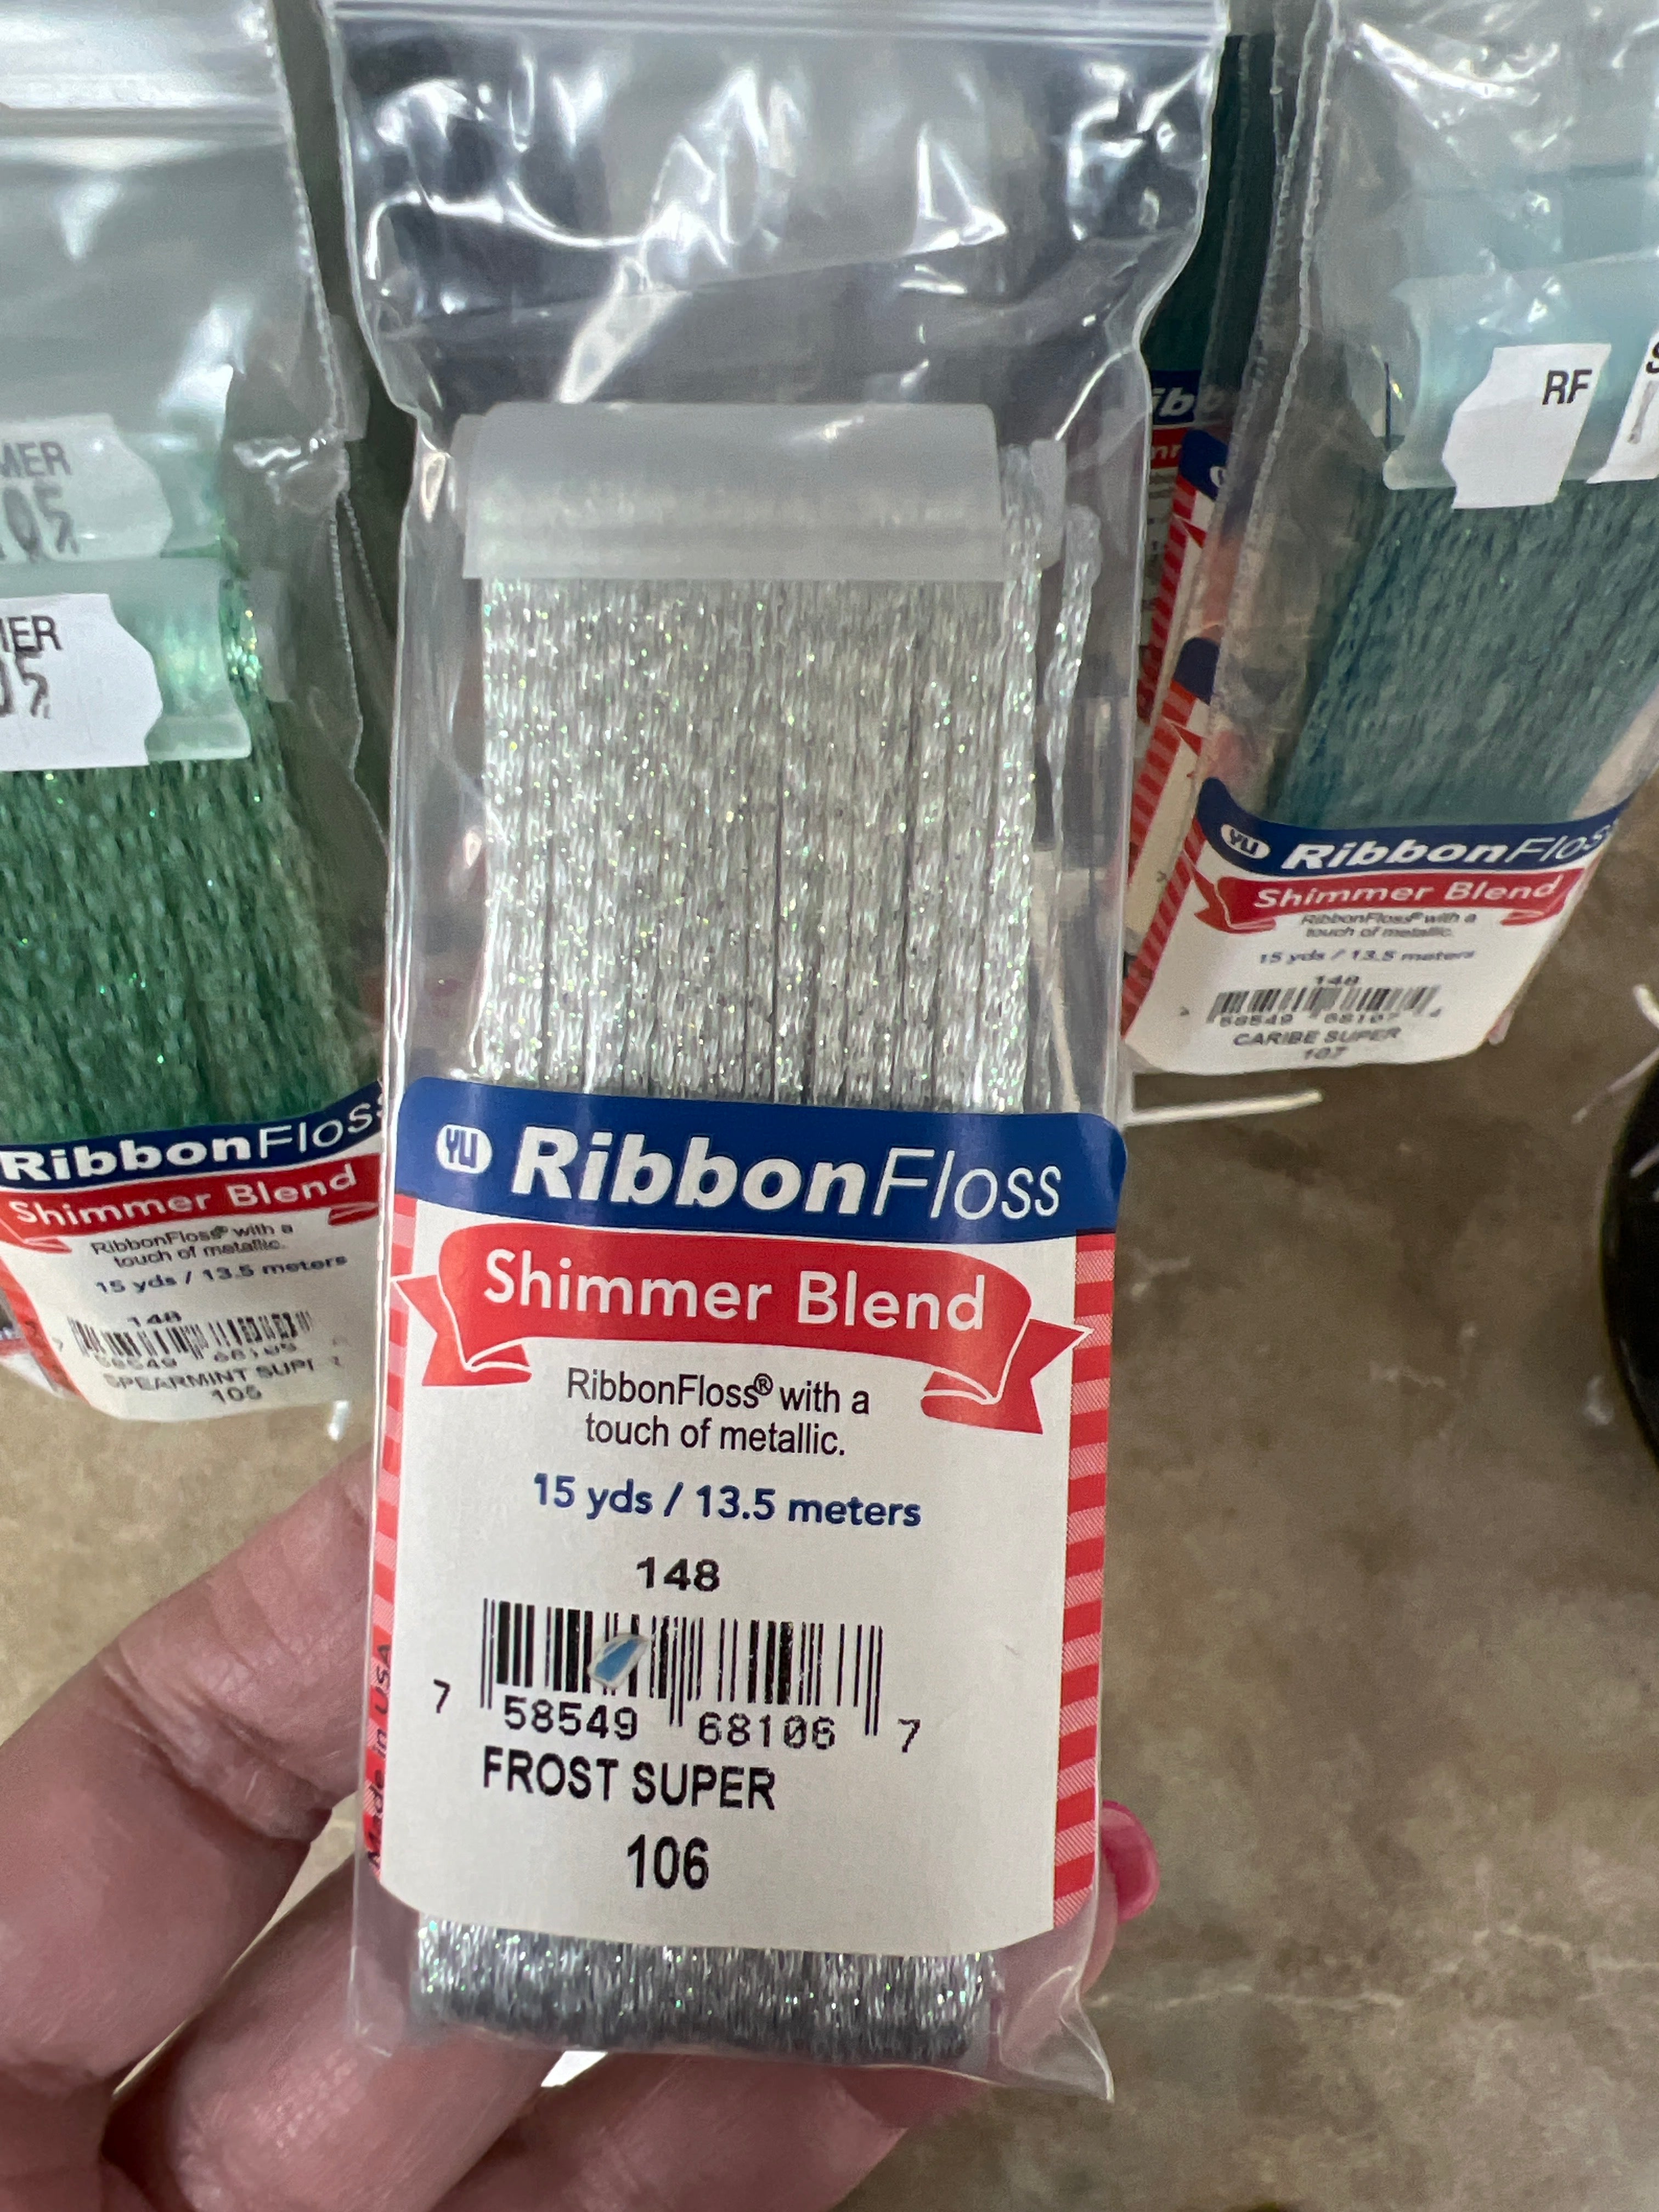 YLI RibbonFloss
Shimmer Blend
RibbonFloss® with a
touch of metallic.
15 yds / 13.5 meters
148
7 58549 68106 7
FROST SUPER
106
Made in USA
RibbonFloss
Shimmer Blend
RibbonFloss® with a
touch of metallic.
15 yds / 13.5 meters
148
SPEARMINT
105
RF
YLI RibbonFloss
Shimmer Blend
RibbonFloss® with a
touch of metallic.
15 yds / 13.5 meters
148
CARIBE SUPER
107